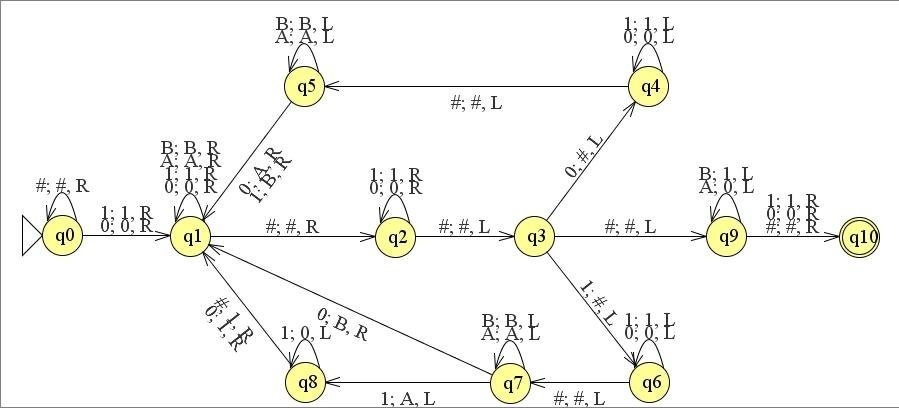 B; B, L
A; A, L
q5
1; 1, L
0; 0, L
q4
#; #, L
0; A, R
1; B, R
0; #, L
#; #, R
q0
1; 1, R
0; 0, R
B; B, R
A; A, R
1; 1, R
0; 0, R
q1
#; #, R
1; 1, R
0; 0, R
q2
#; #, L
q3
#; #, L
B; 1, L
A; 0, L
q9
1; 1, R
0; 0, R
#; #, R
q10
#; 1, R
0; 1, R
0; B, R
1; #, L
1; 0, L
q8
1; A, L
B; B, L
A; A, L
q7
#; #, L
1; 1, L
0; 0, L
q6